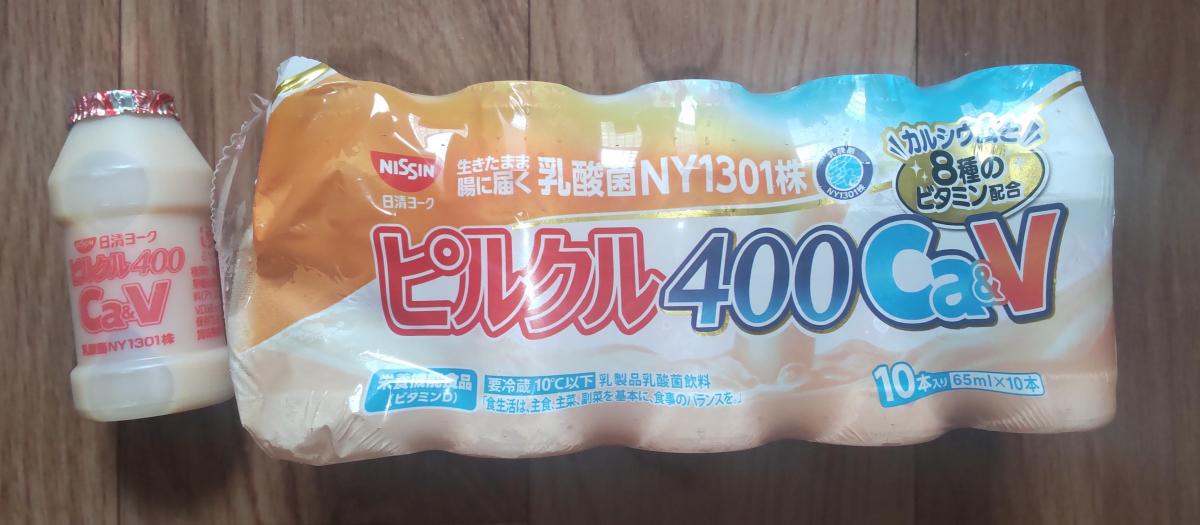 NISSIN 日清ヨーク
ピルクル400
Ca&V
乳酸菌NY1301株
NISSIN
日清ヨーク
生きたまま
腸に届く
乳酸菌NY1301株
乳酸菌
NY1301株
カルシウムと
8種の
ビタミン配合
ピルクル400 Ca&V
栄養機能食品
(ビタミンD)
要冷蔵10℃以下 乳製品乳酸菌飲料
「食生活は、主食、主菜、副菜を基本に、食事のバランスを。」
10本入り 65ml×10本